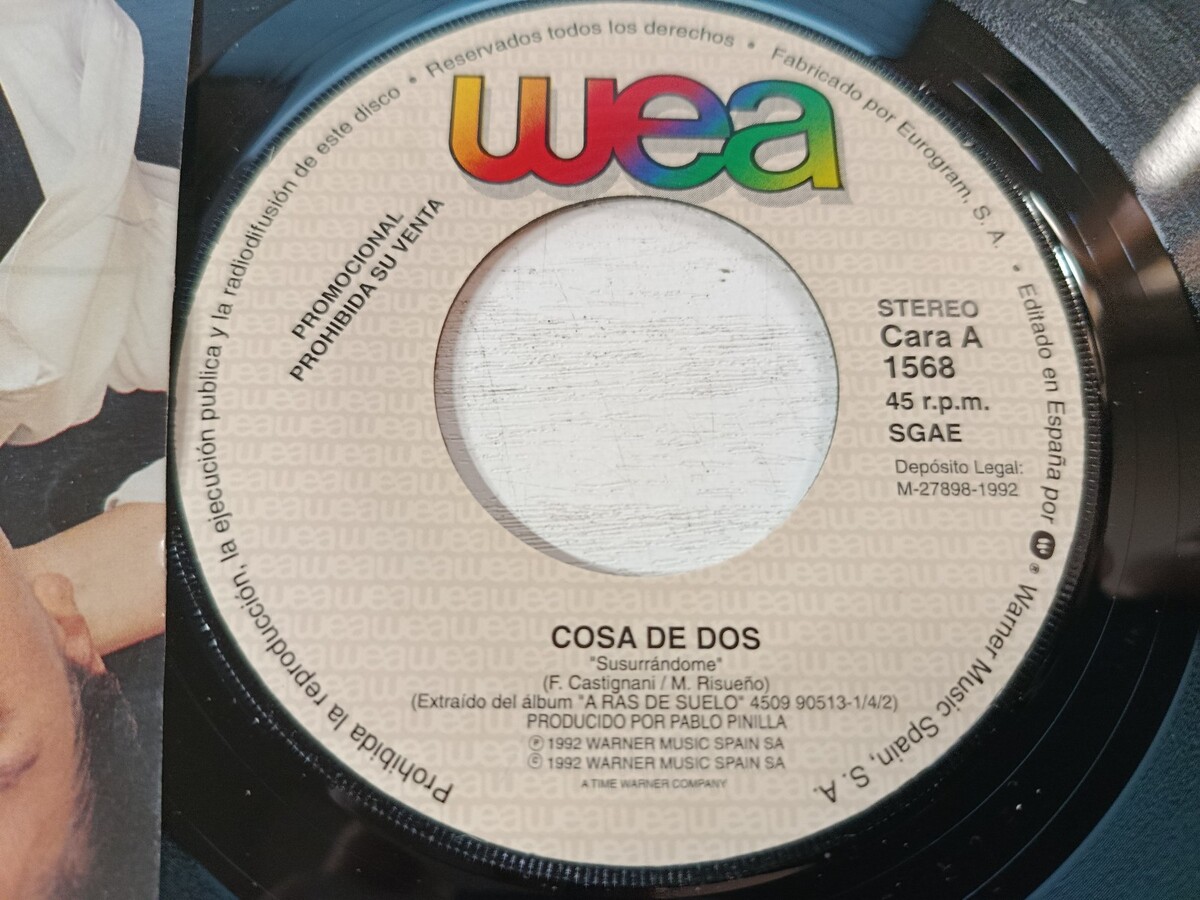 Prohibida la reproducción, la ejecución publica y la radiodifusión de este disco • Reservados todos los derechos • Fabricado por Eurogram, S. A. • Editado en España por ® Warner Music Spain, S. A.
wea
PROMOCIONAL
PROHIBIDA SU VENTA
STEREO
Cara A
1568
45 r.p.m.
SGAE
Depósito Legal:
M-27898-1992
COSA DE DOS
"Susurrándome"
(F. Castignani / M. Risueño)
(Extraído del álbum "A RAS DE SUELO" 4509 90513-1/4/2)
PRODUCIDO POR PABLO PINILLA
℗ 1992 WARNER MUSIC SPAIN SA
© 1992 WARNER MUSIC SPAIN SA
A TIME WARNER COMPANY